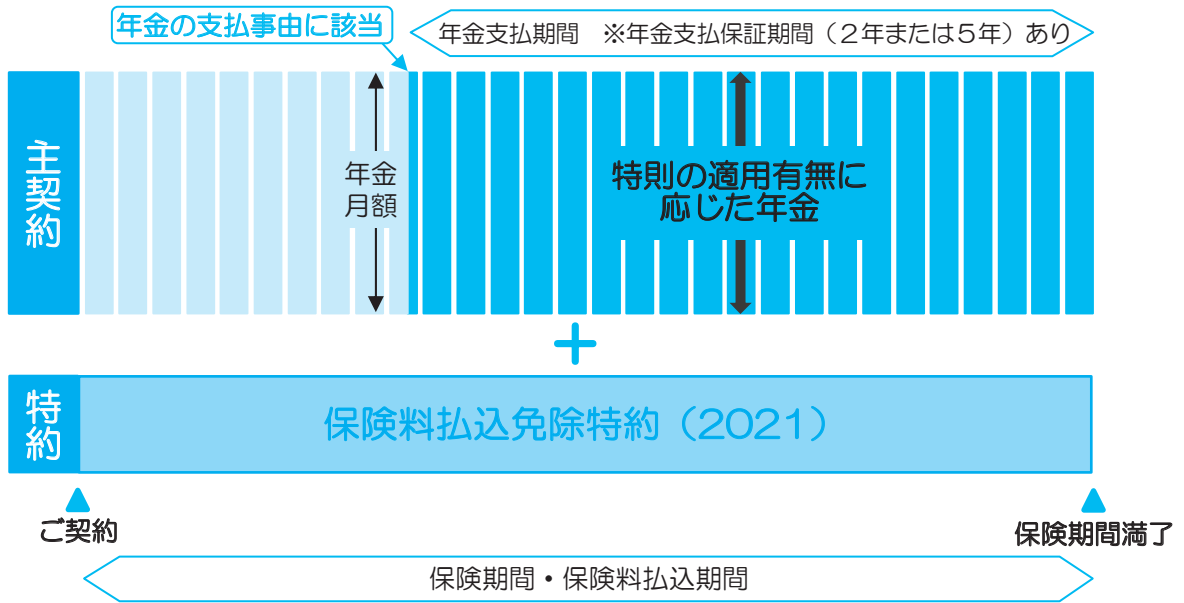 年金の支払事由に該当
年金支払期間 ※年金支払保証期間（２年または５年）あり
主契約
年金
月額
特則の適用有無に
応じた年金
＋
特約
保険料払込免除特約（2021）
ご契約
保険期間満了
保険期間・保険料払込期間